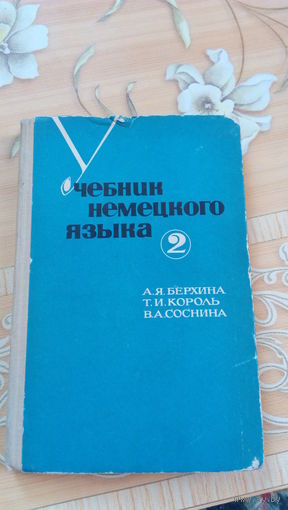 Учебник
немецкого
языка 2
А.Я.БЕРХИНА
Т.И.КОРОЛЬ
В.А.СОСНИНА